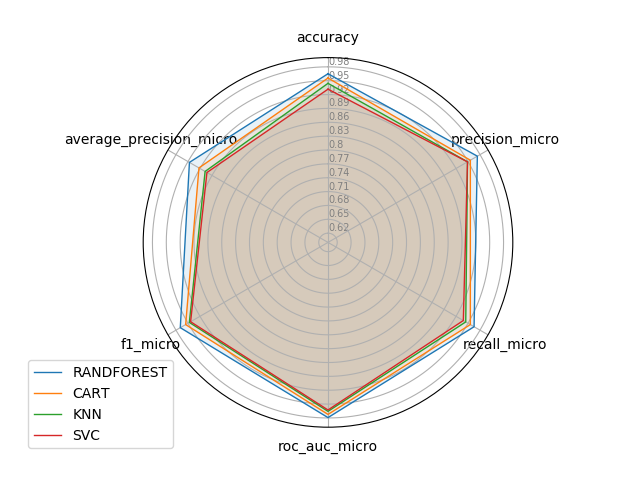 accuracy
0.98
0.95
0.92
0.89
0.86
0.83
0.8
0.77
0.74
0.71
0.68
0.65
0.62
average_precision_micro
precision_micro
f1_micro
recall_micro
roc_auc_micro
RANDFOREST
CART
KNN
SVC